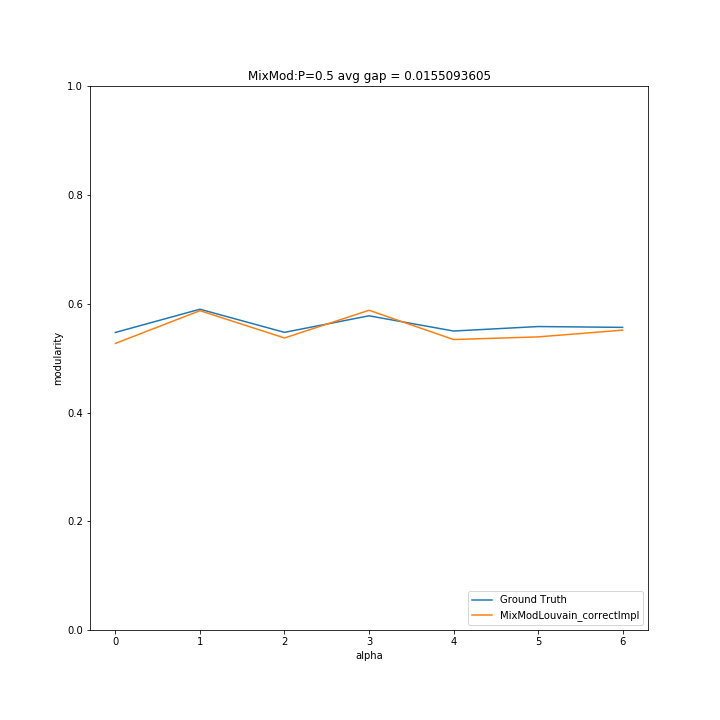 MixMod:P=0.5 avg gap = 0.0155093605
1.0
0.8
0.6
0.4
0.2
0.0
modularity
0 1 2 3 4 5 6
alpha
Ground Truth
MixModLouvain_correctImpl